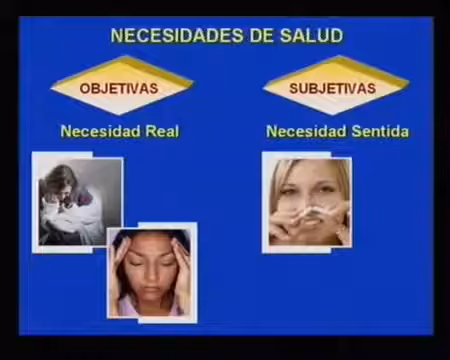 NECESIDADES DE SALUD
OBJETIVAS
SUBJETIVAS
Necesidad Real
Necesidad Sentida